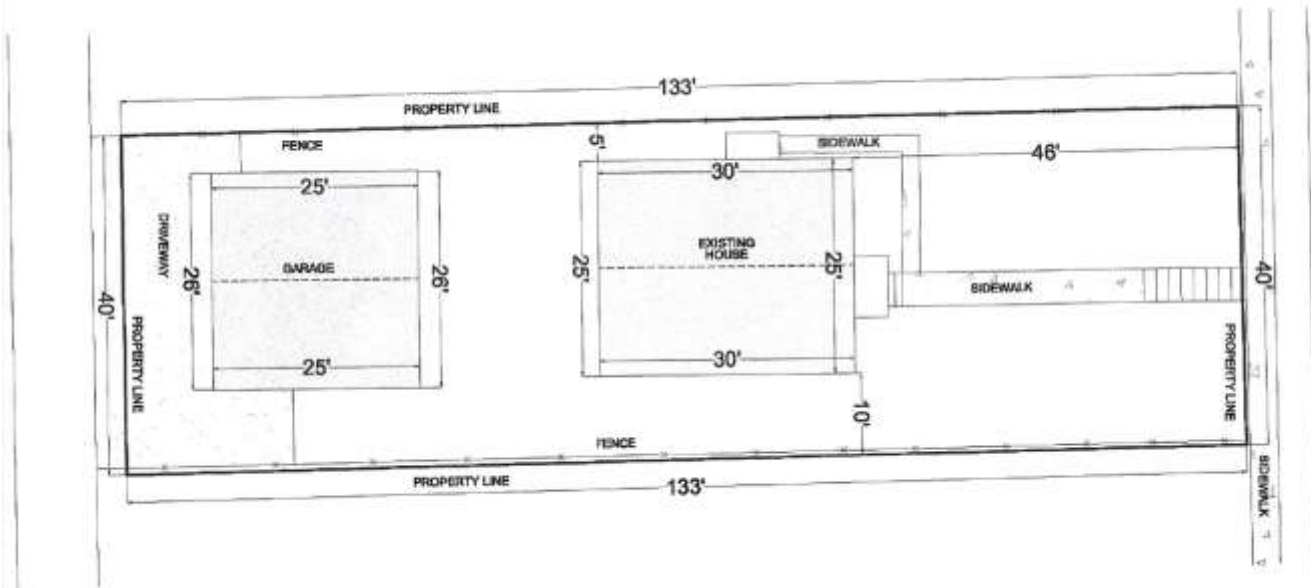 133'
PROPERTY LINE
FENCE
5'
SIDEWALK
46'
25'
30'
DRIVEWAY
EXISTING
HOUSE
GARAGE
26'
26'
25'
25'
40'
SIDEWALK
40'
PROPERTY LINE
25'
30'
PROPERTY LINE
10'
FENCE
PROPERTY LINE
133'
SIDEWALK